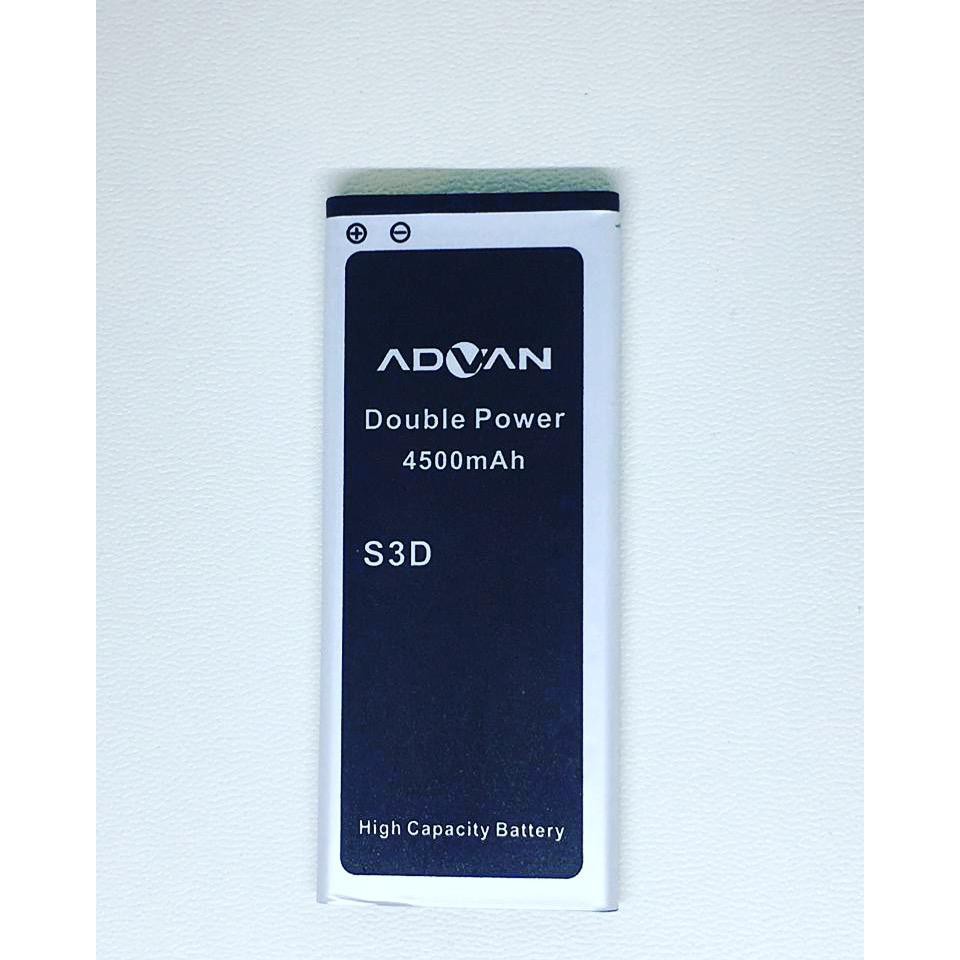 ⊕ ⊖
ADVAN
Double Power
4500mAh
S3D
High Capacity Battery